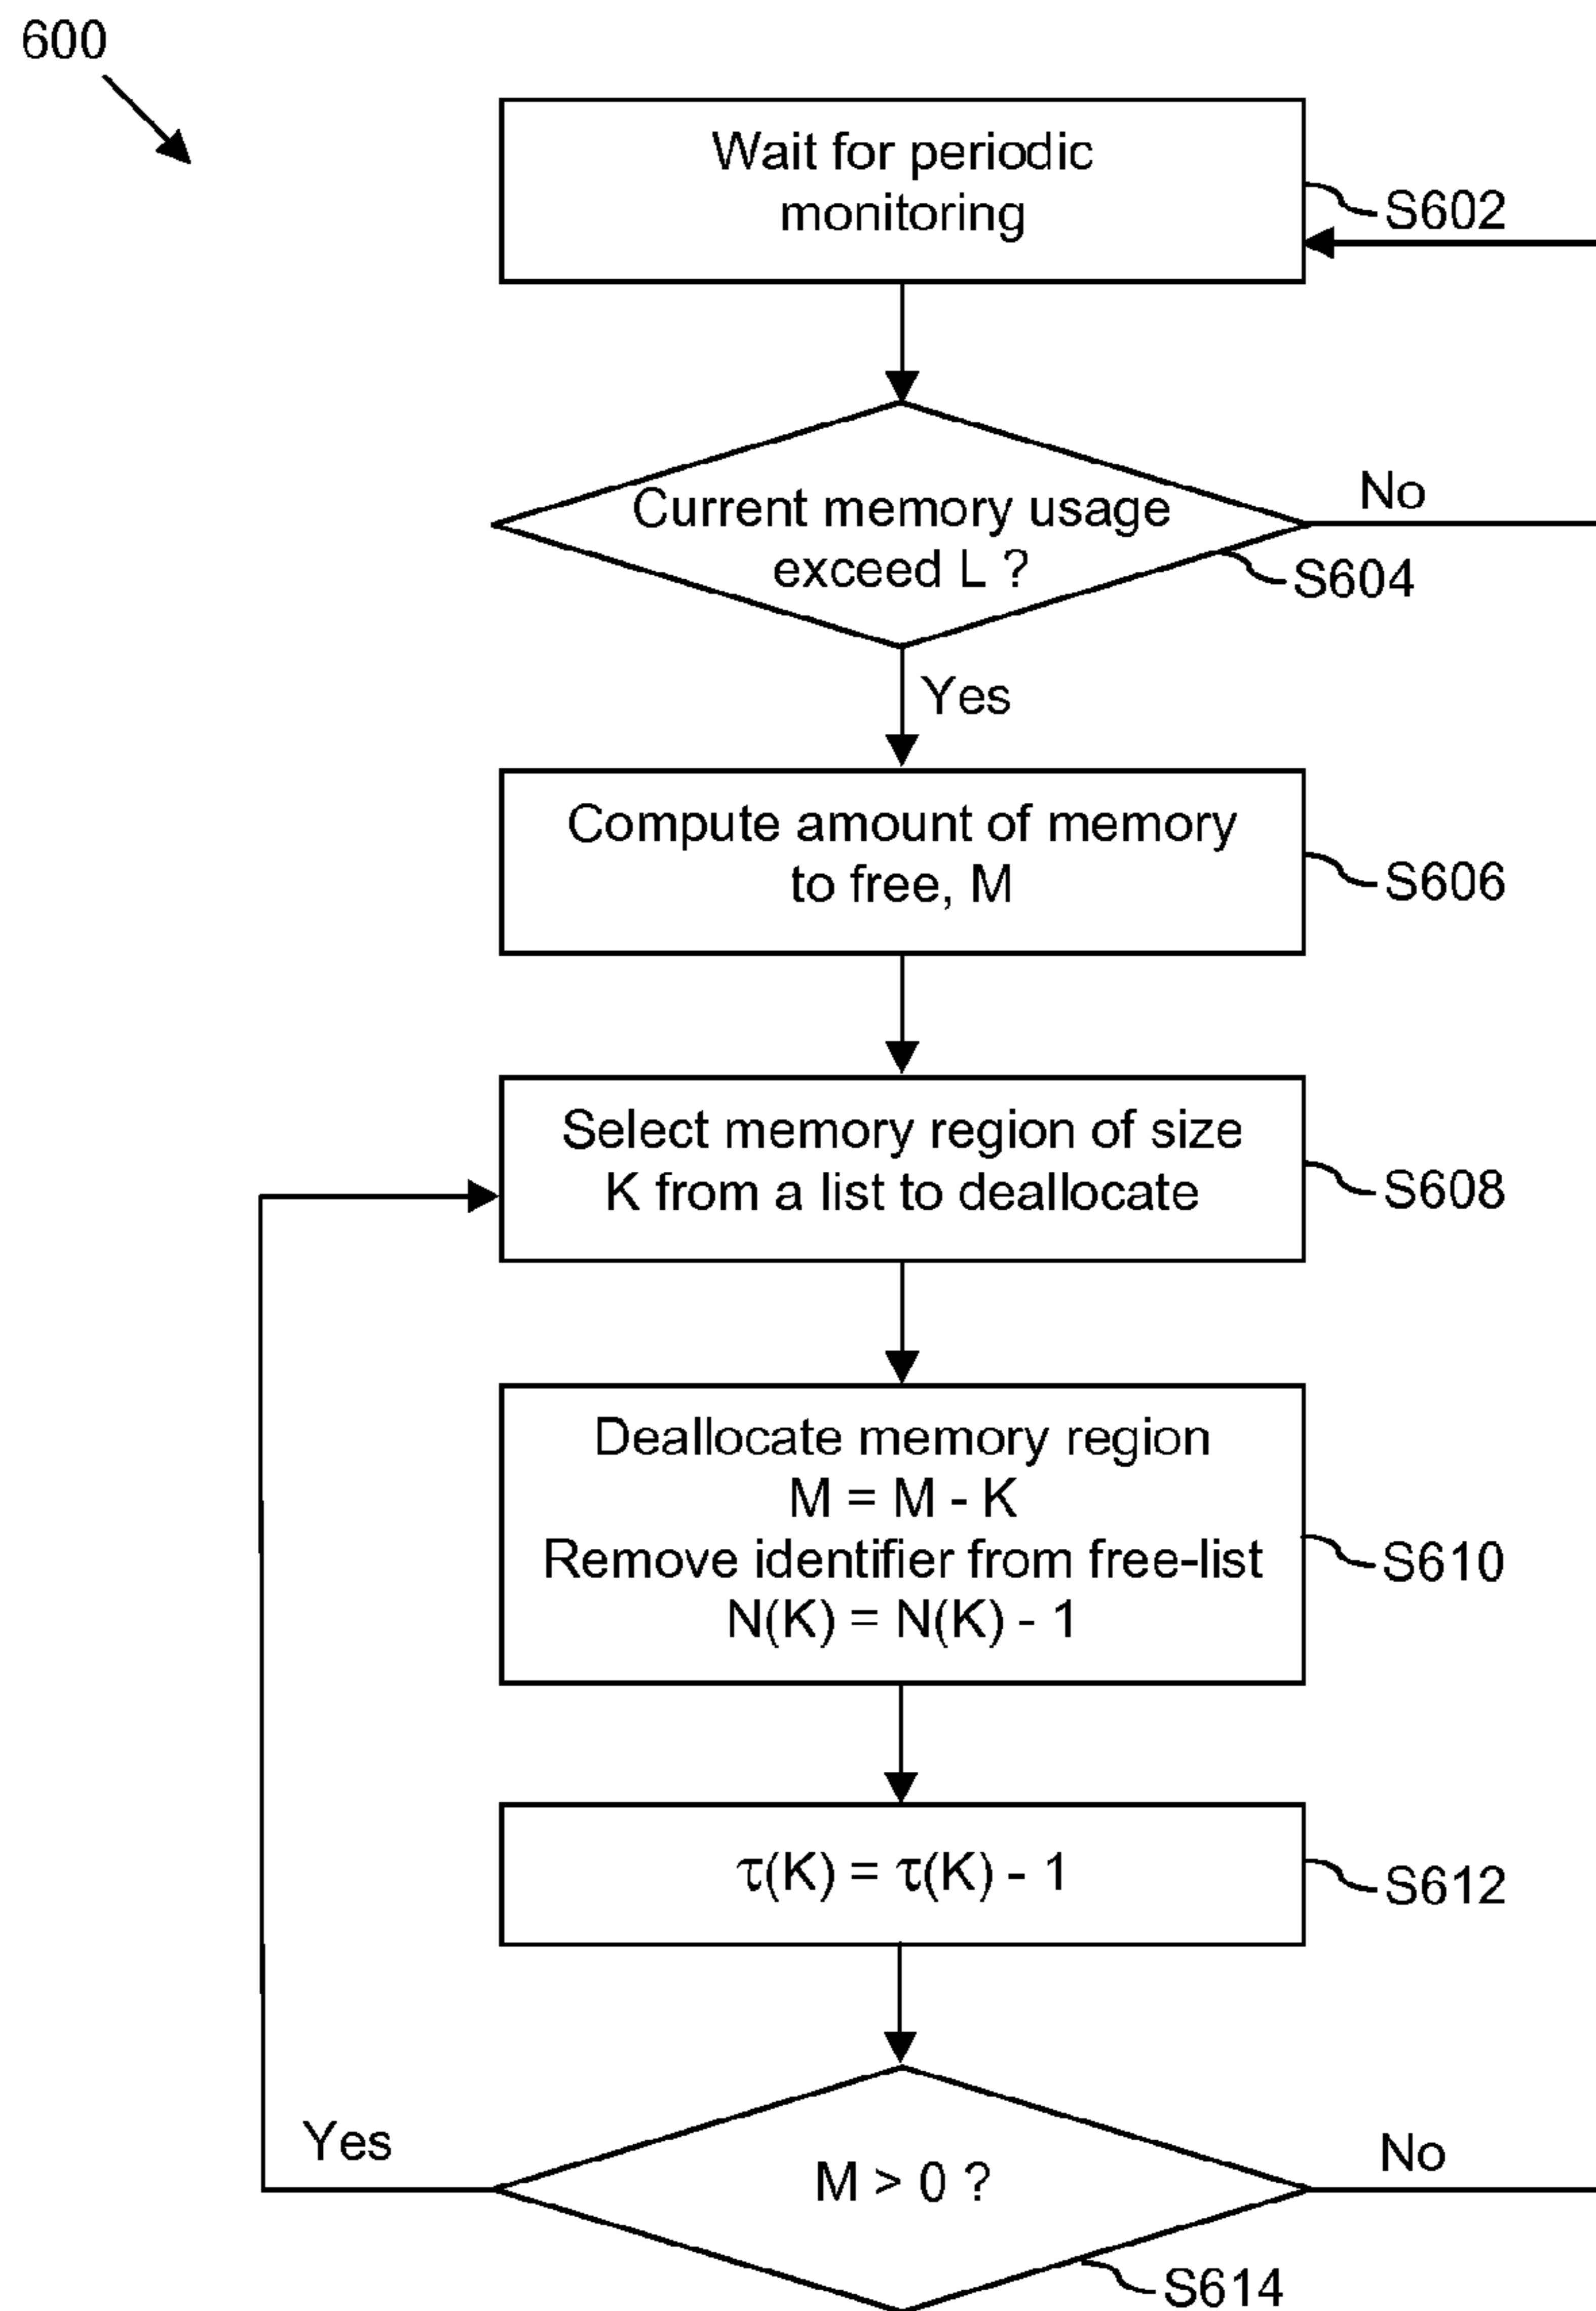 600
Wait for periodic
monitoring
S602
Current memory usage
exceed L ?
No
S604
Yes
Compute amount of memory
to free, M
S606
Select memory region of size
K from a list to deallocate
S608
Deallocate memory region
M = M - K
Remove identifier from free-list
N(K) = N(K) - 1
S610
τ(K) = τ(K) - 1
S612
Yes
M > 0 ?
No
S614